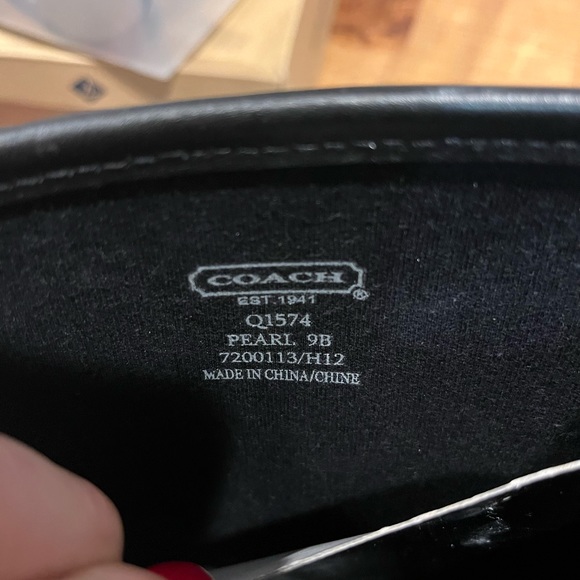 COACH®
EST. 1941
Q1574
PEARL 9B
7200113/H12
MADE IN CHINA/CHINE